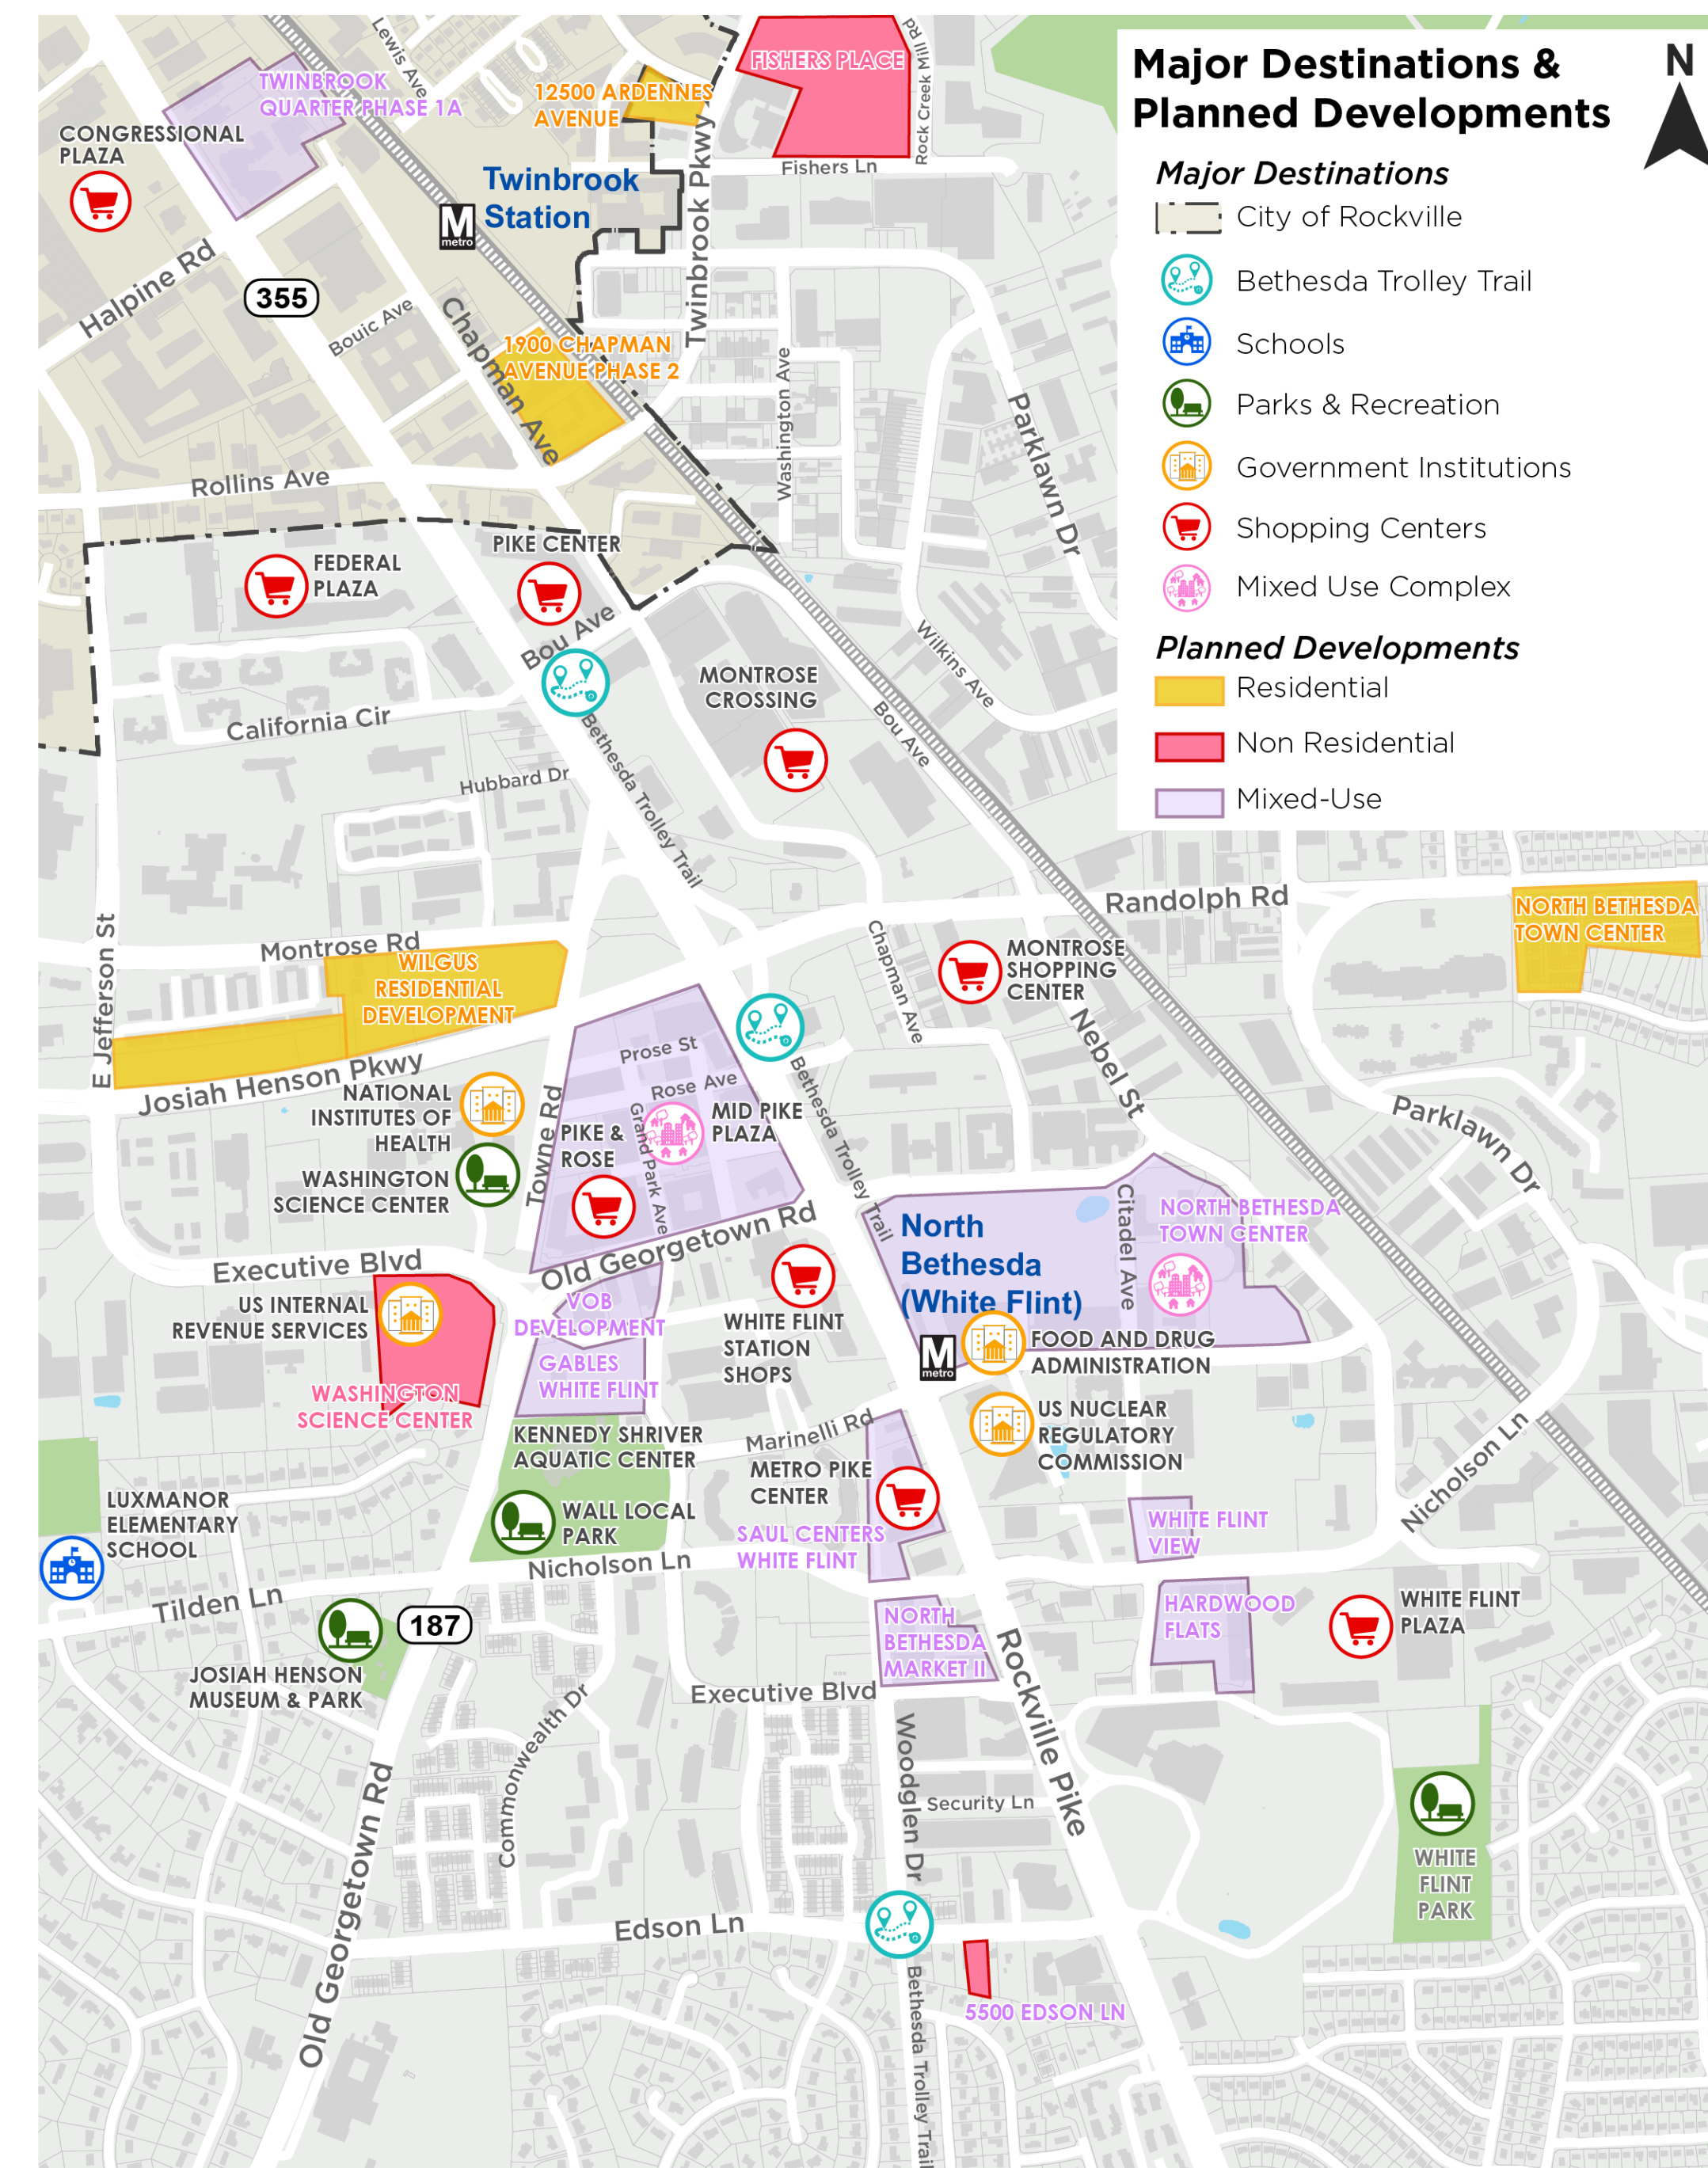 Major Destinations &
Planned Developments
N
Major Destinations
City of Rockville
Bethesda Trolley Trail
Schools
Parks & Recreation
Government Institutions
Shopping Centers
Mixed Use Complex
Planned Developments
Residential
Non Residential
Mixed-Use
Lewis Ave
TWINBROOK
QUARTER PHASE 1A
12500 ARDENNES
AVENUE
FISHERS PLACE
Rock Creek Mill Rd
CONGRESSIONAL
PLAZA
Fishers Ln
Twinbrook
Station
M
metro
Twinbrook Pkwy
Halpine Rd
355
Bouic Ave
Chapman Ave
1900 CHAPMAN
AVENUE PHASE 2
Washington Ave
Parklawn Dr
Rollins Ave
FEDERAL
PLAZA
PIKE CENTER
Bou Ave
Wilkins Ave
MONTROSE
CROSSING
California Cir
Bou Ave
Hubbard Dr
Bethesda Trolley Trail
Randolph Rd
NORTH BETHESDA
TOWN CENTER
E Jefferson St
Montrose Rd
WILGUS
RESIDENTIAL
DEVELOPMENT
Chapman Ave
MONTROSE
SHOPPING
CENTER
Nebel St
Josiah Henson Pkwy
Prose St
Rose Ave
Bethesda Trolley Trail
Parklawn Dr
NATIONAL
INSTITUTES OF
HEALTH
Towne Rd
PIKE &
ROSE
Grand Park Ave
MID PIKE
PLAZA
WASHINGTON
SCIENCE CENTER
Citadel Ave
NORTH BETHESDA
TOWN CENTER
North
Bethesda
(White Flint)
Old Georgetown Rd
Executive Blvd
US INTERNAL
REVENUE SERVICES
VOB
DEVELOPMENT
WHITE FLINT
STATION
SHOPS
M
metro
FOOD AND DRUG
ADMINISTRATION
GABLES
WHITE FLINT
WASHINGTON
SCIENCE CENTER
US NUCLEAR
REGULATORY
COMMISSION
KENNEDY SHRIVER
AQUATIC CENTER
Marinelli Rd
METRO PIKE
CENTER
Nicholson Ln
LUXMANOR
ELEMENTARY
SCHOOL
WALL LOCAL
PARK
SAUL CENTERS
WHITE FLINT
WHITE FLINT
VIEW
Nicholson Ln
Tilden Ln
187
NORTH
BETHESDA
MARKET II
HARDWOOD
FLATS
WHITE FLINT
PLAZA
JOSIAH HENSON
MUSEUM & PARK
Executive Blvd
Rockville Pike
Commonwealth Dr
Woodglen Dr
Security Ln
WHITE
FLINT
PARK
Old Georgetown Rd
Edson Ln
5500 EDSON LN
Bethesda Trolley Trail